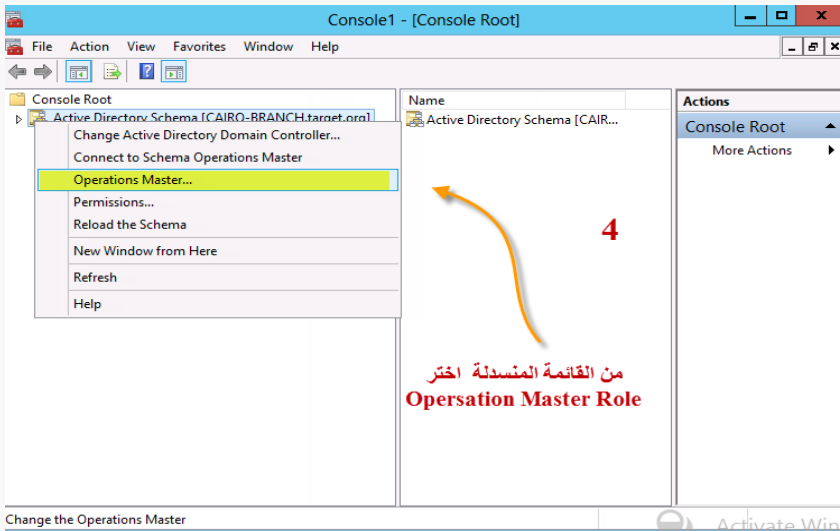 Console1 - [Console Root]
File Action View Favorites Window Help
Console Root
Active Directory Schema [CAIRO-BRANCH.target.org]
Change Active Directory Domain Controller...
Connect to Schema Operations Master
Operations Master...
Permissions...
Reload the Schema
New Window from Here
Refresh
Help
Name
Active Directory Schema [CAIR...
4
من القائمة المنسدلة اختر
Opersation Master Role
Actions
Console Root
More Actions
Change the Operations Master
Activate Win